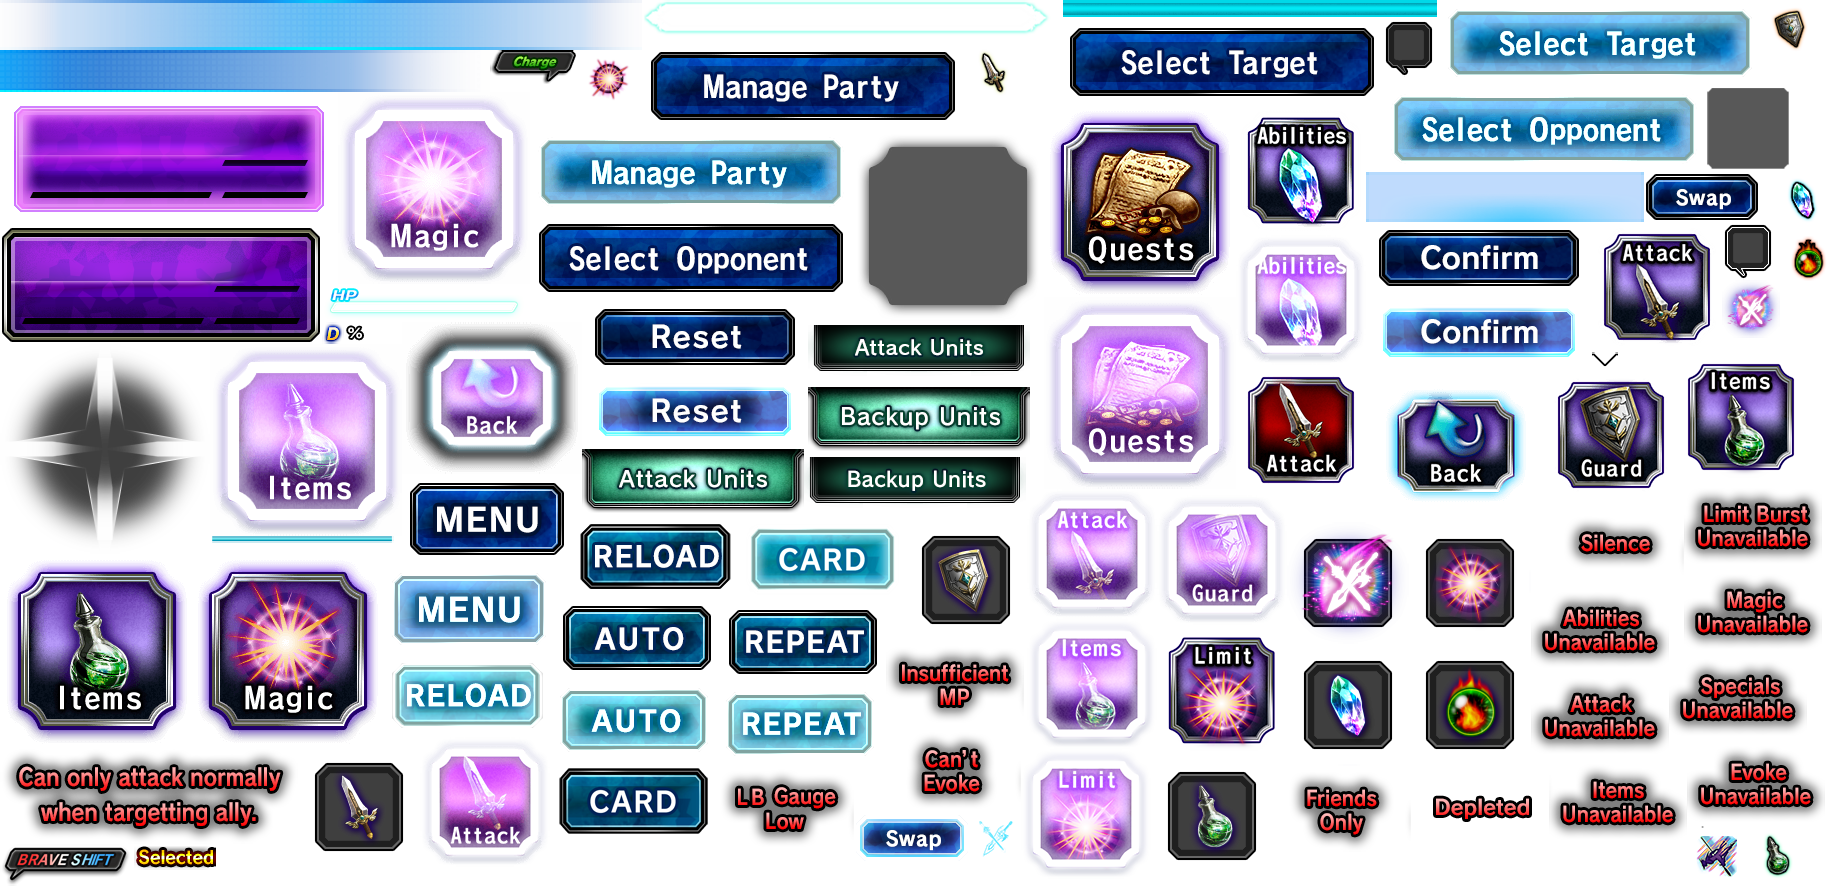 Charge
Manage Party
Select Target
Select Target
Magic
Manage Party
Quests
Abilities
Select Opponent
Swap
Select Opponent
Abilities
Confirm
Attack
HP
D %
Reset
Attack Units
Confirm
Back
Reset
Backup Units
Quests
Attack
Back
Guard
Items
Items
Attack Units
Backup Units
MENU
RELOAD
CARD
Attack
Guard
Silence
Limit Burst
Unavailable
Items
Magic
MENU
AUTO
REPEAT
Items
Limit
Abilities
Unavailable
Magic
Unavailable
RELOAD
AUTO
REPEAT
Insufficient
MP
Attack
Unavailable
Specials
Unavailable
Can only attack normally
when targetting ally.
Attack
CARD
LB Gauge
Low
Can't
Evoke
Swap
Limit
Friends
Only
Depleted
Items
Unavailable
Evoke
Unavailable
BRAVE SHIFT
Selected